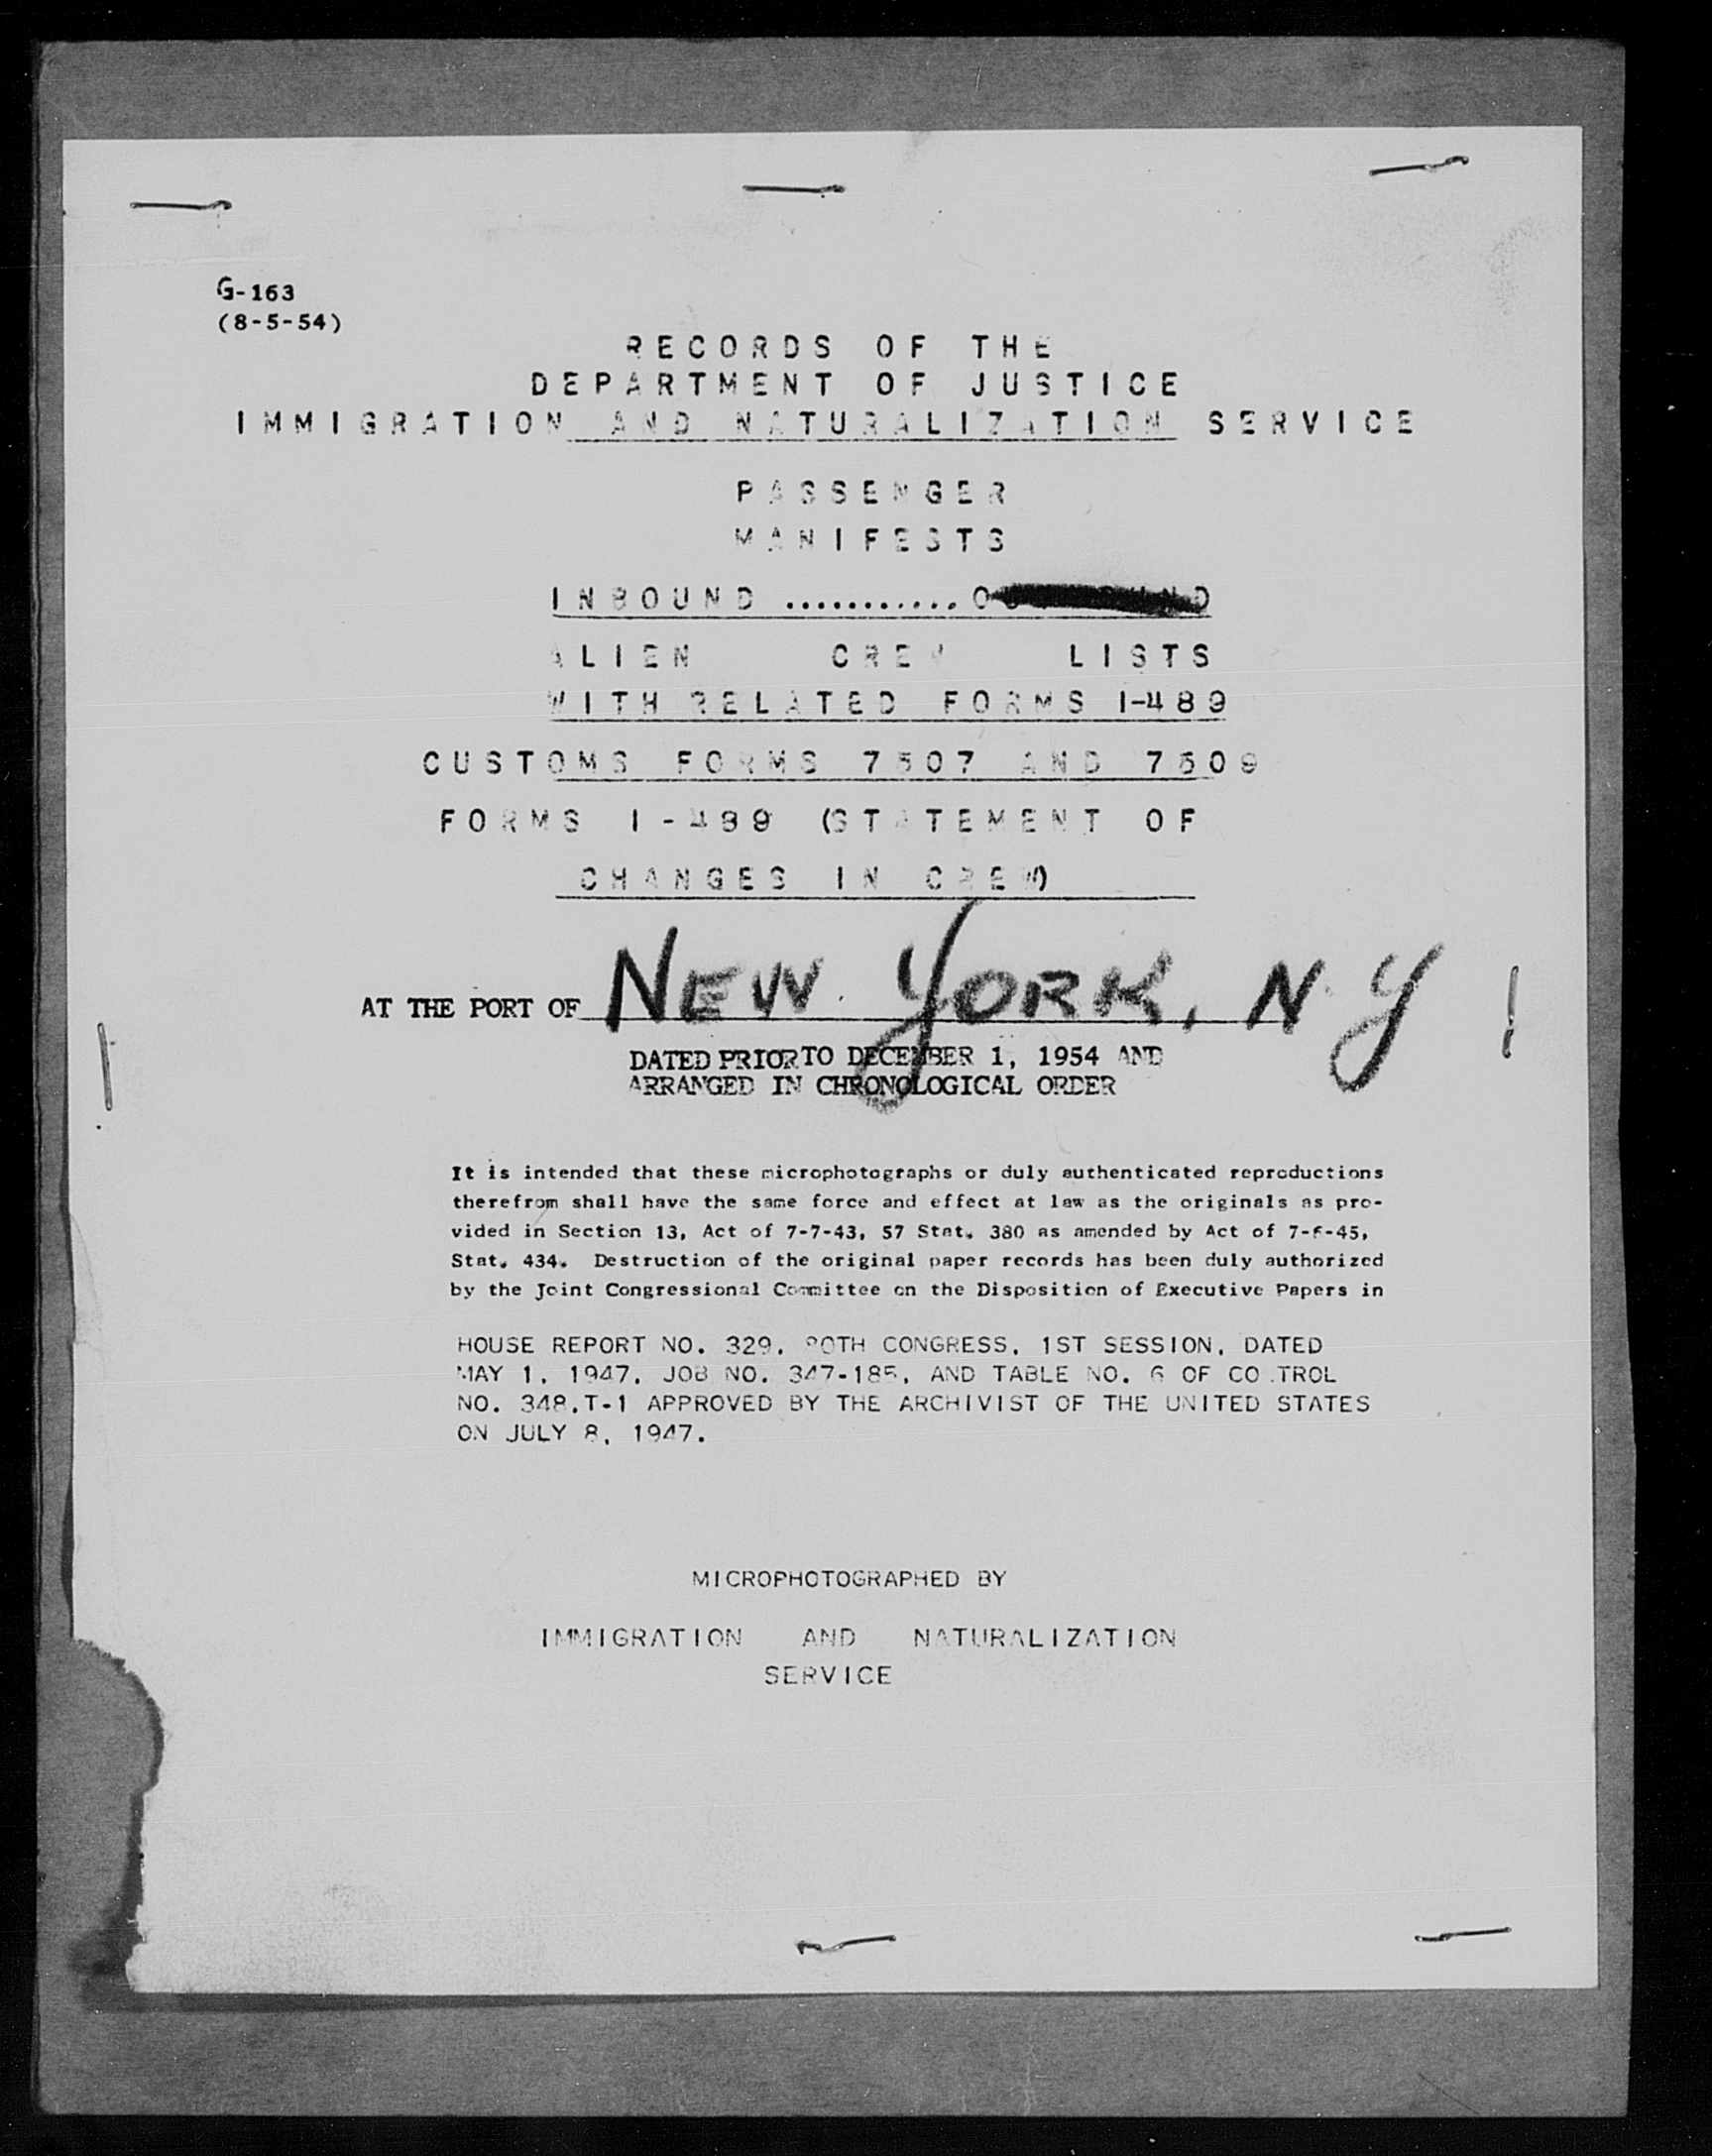 G-163
(8-5-54)
RECORDS OF THE
DEPARTMENT OF JUSTICE
IMMIGRATION AND NATURALIZATION SERVICE
PASSENGER
MANIFESTS
INBOUND ...........
ALIEN CREW LISTS
WITH RELATED FORMS I-489
CUSTOMS FORMS 7507 AND 7509
FORMS I-489 (STATEMENT OF
CHANGES IN CREW)
AT THE PORT OF NEW YORK, N.Y
DATED PRIOR TO DECEMBER 1, 1954 AND
ARRANGED IN CHRONOLOGICAL ORDER
It is intended that these microphotographs or duly authenticated reproductions
therefrom shall have the same force and effect at law as the originals as pro-
vided in Section 13, Act of 7-7-43, 57 Stat. 380 as amended by Act of 7-6-45,
Stat. 434. Destruction of the original paper records has been duly authorized
by the Joint Congressional Committee on the Disposition of Executive Papers in
HOUSE REPORT NO. 329, 80TH CONGRESS, 1ST SESSION, DATED
MAY 1, 1947, JOB NO. 347-185, AND TABLE NO. 6 OF CO TROL
NO. 348.T-1 APPROVED BY THE ARCHIVIST OF THE UNITED STATES
ON JULY 8, 1947.
MICROPHOTOGRAPHED BY
IMMIGRATION AND NATURALIZATION
SERVICE